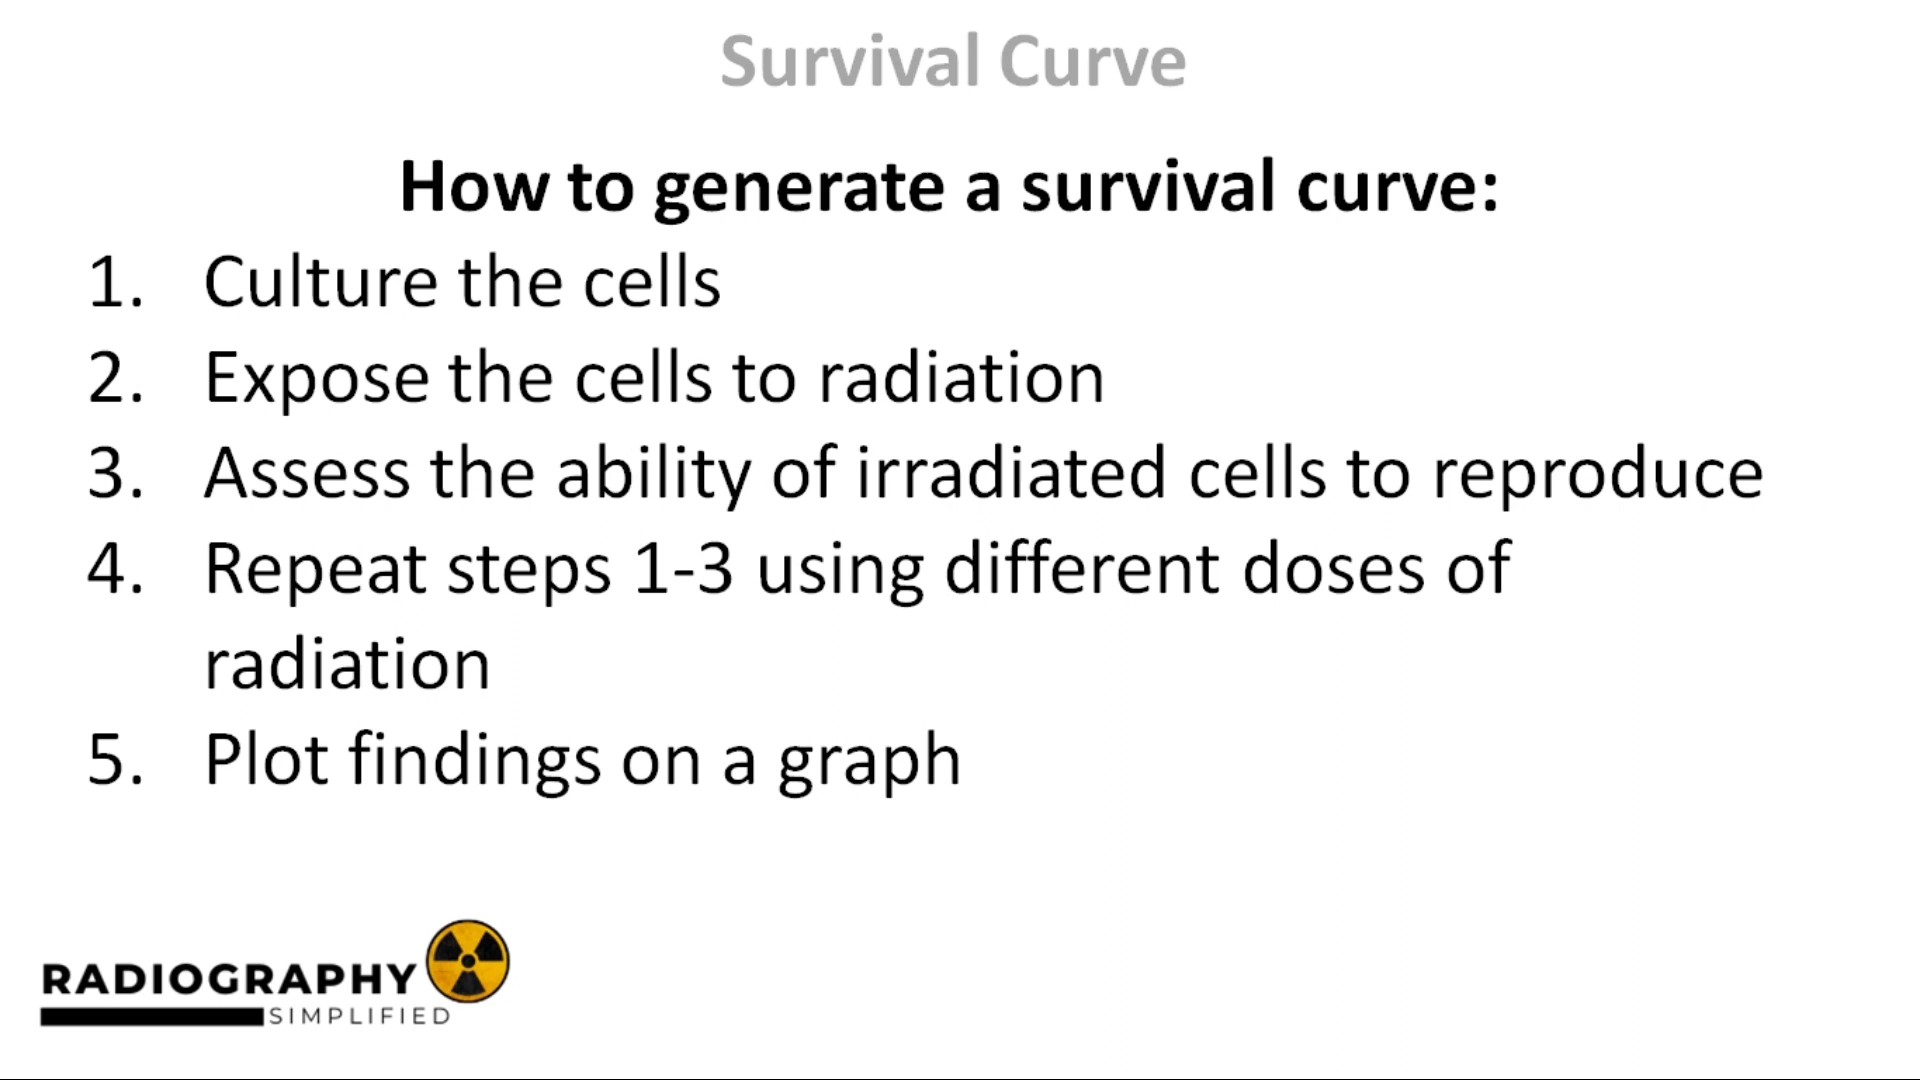 Survival Curve
How to generate a survival curve:
1. Culture the cells
2. Expose the cells to radiation
3. Assess the ability of irradiated cells to reproduce
4. Repeat steps 1-3 using different doses of
radiation
5. Plot findings on a graph
RADIOGRAPHY
SIMPLIFIED